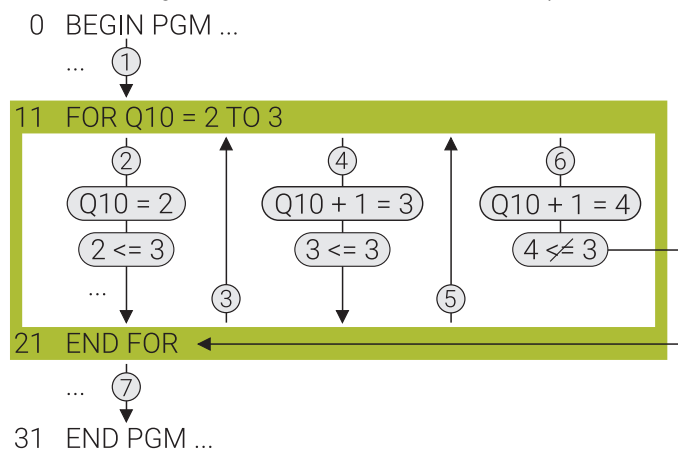 0 BEGIN PGM ...
... 1
11 FOR Q10 = 2 TO 3
2 4 6
Q10 = 2 Q10 + 1 = 3 Q10 + 1 = 4
2 <= 3 3 <= 3 4 <≠ 3
... 3 5
21 END FOR
... 7
31 END PGM ...